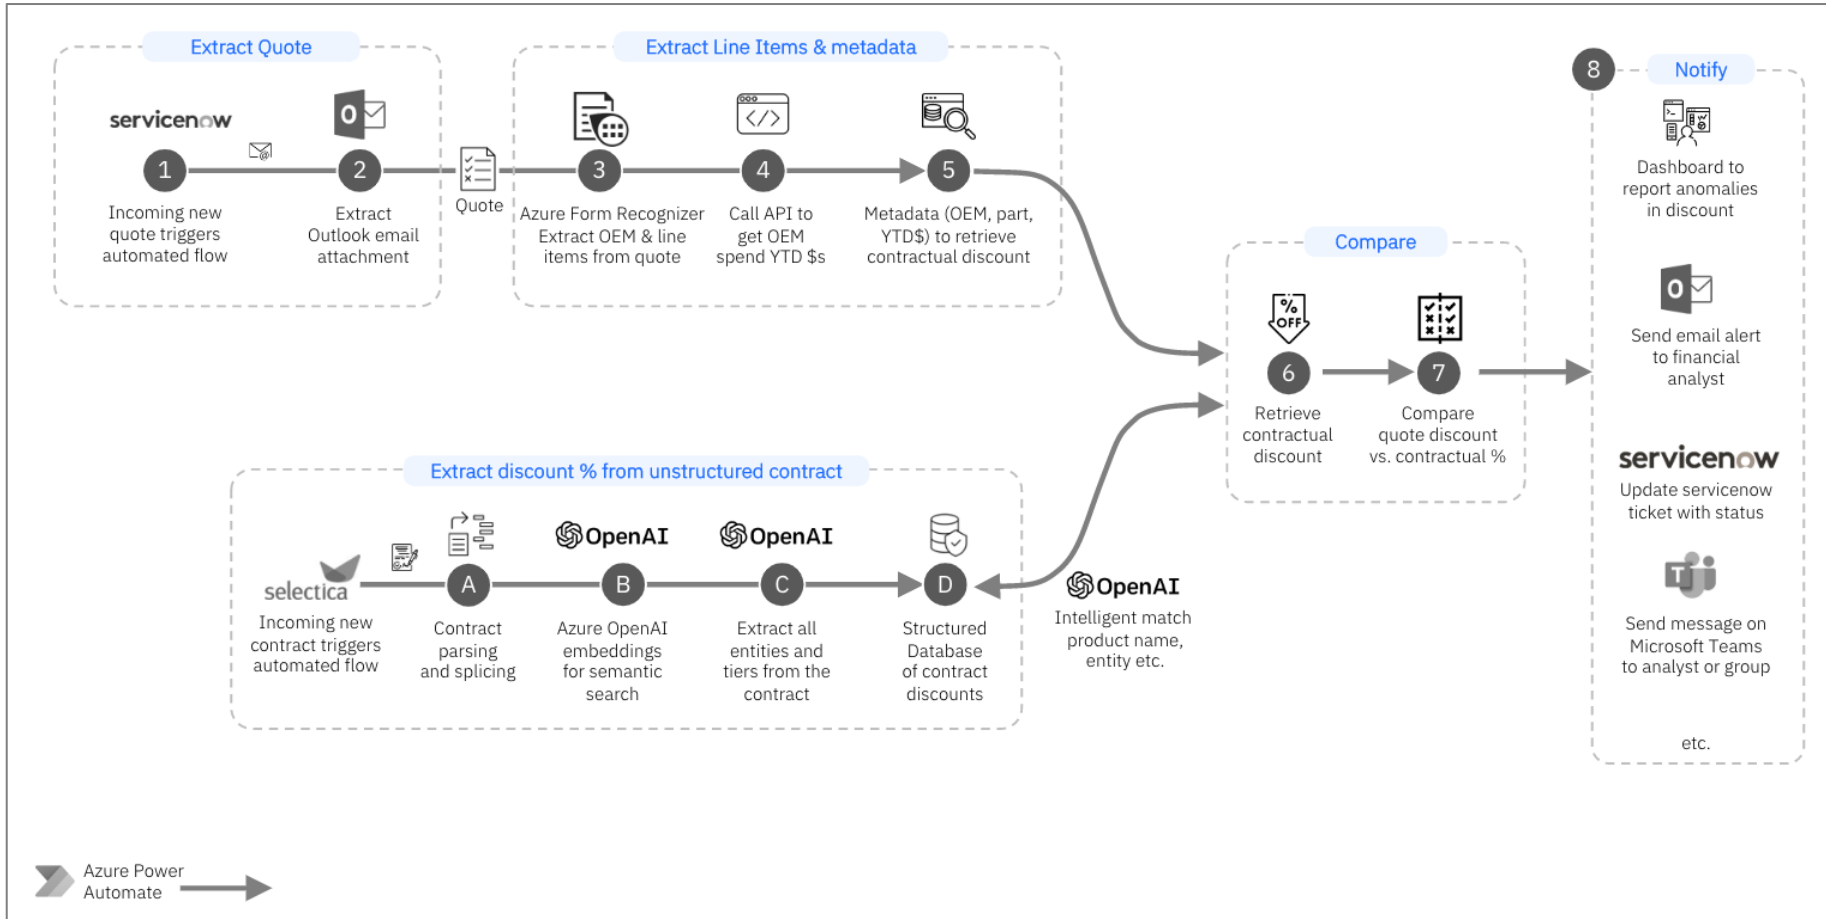 Extract Quote
servicenow
1
2
Incoming new
quote triggers
automated flow
Extract
Outlook email
attachment
Quote
Extract Line Items & metadata
3
4
5
Azure Form Recognizer
Extract OEM & line
items from quote
Call API to
get OEM
spend YTD $s
Metadata (OEM, part,
YTD$) to retrieve
contractual discount
Extract discount % from unstructured contract
selectica
Incoming new
contract triggers
automated flow
A
Contract
parsing
and splicing
OpenAI
B
Azure OpenAI
embeddings
for semantic
search
OpenAI
C
Extract all
entities and
tiers from the
contract
D
Structured
Database
of contract
discounts
OpenAI
Intelligent match
product name,
entity etc.
Compare
% OFF
6
Retrieve
contractual
discount
7
Compare
quote discount
vs. contractual %
8
Notify
Dashboard to
report anomalies
in discount
O
Send email alert
to financial
analyst
servicenow
Update servicenow
ticket with status
T
Send message on
Microsoft Teams
to analyst or group
etc.
Azure Power
Automate